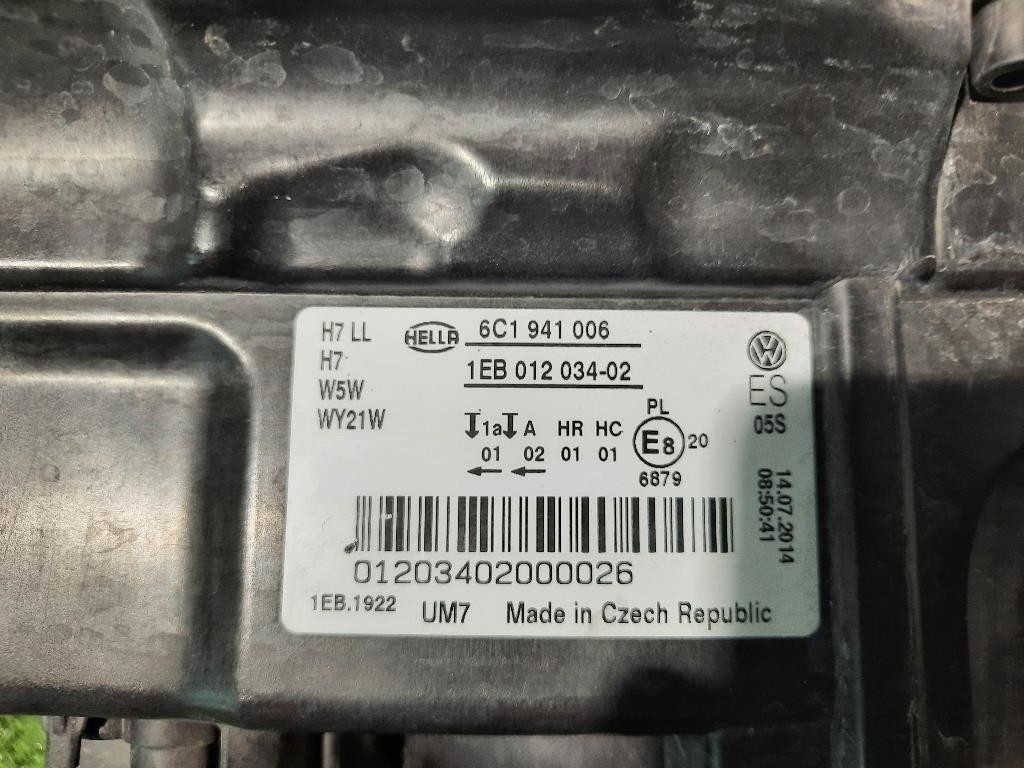 H7 LL HELLA 6C1 941 006
H7
1EB 012 034-02
W5W
WY21W
VW
ES
05S
1a A HR HC PL
01 02 01 01 E8 20
6879
14.07.2014
08:50:41
01203402000026
1EB.1922 UM7 Made in Czech Republic